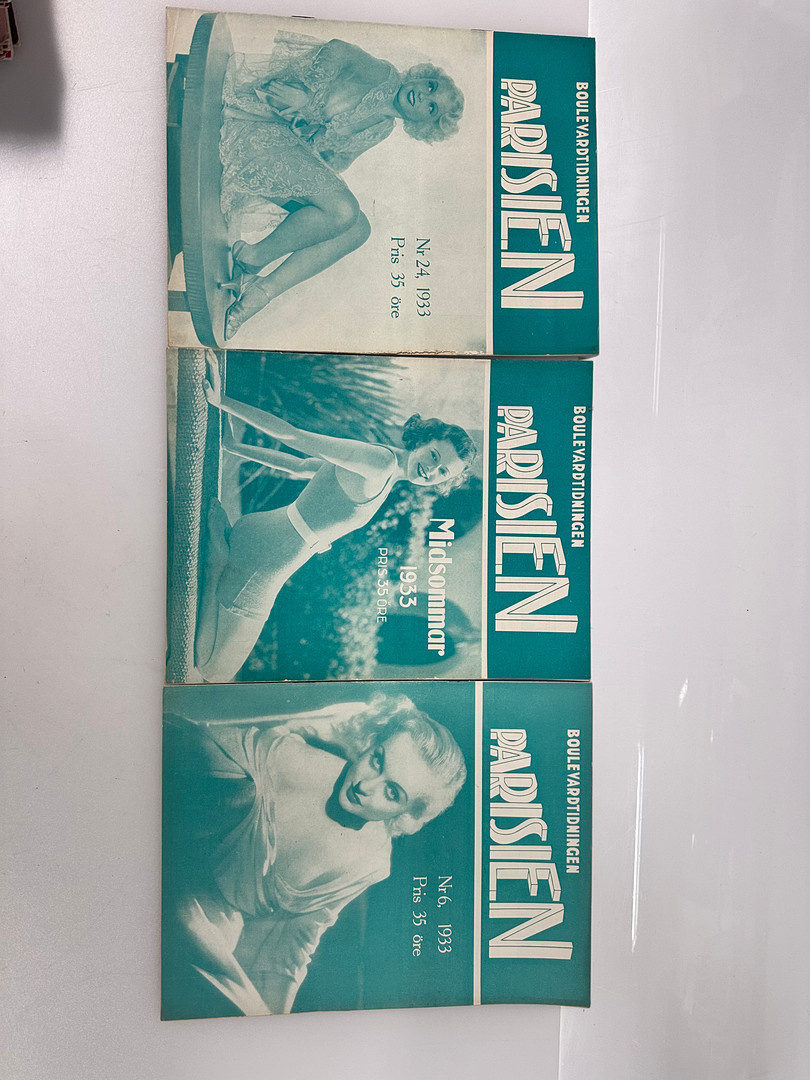 BOULEVARDTIDNINGEN
PARISIEN
Nr 24, 1933
Pris 35 öre
BOULEVARDTIDNINGEN
PARISIEN
Midsommar
1933
PRIS 35 ÖRE
BOULEVARDTIDNINGEN
PARISIEN
Nr 6, 1933
Pris 35 öre